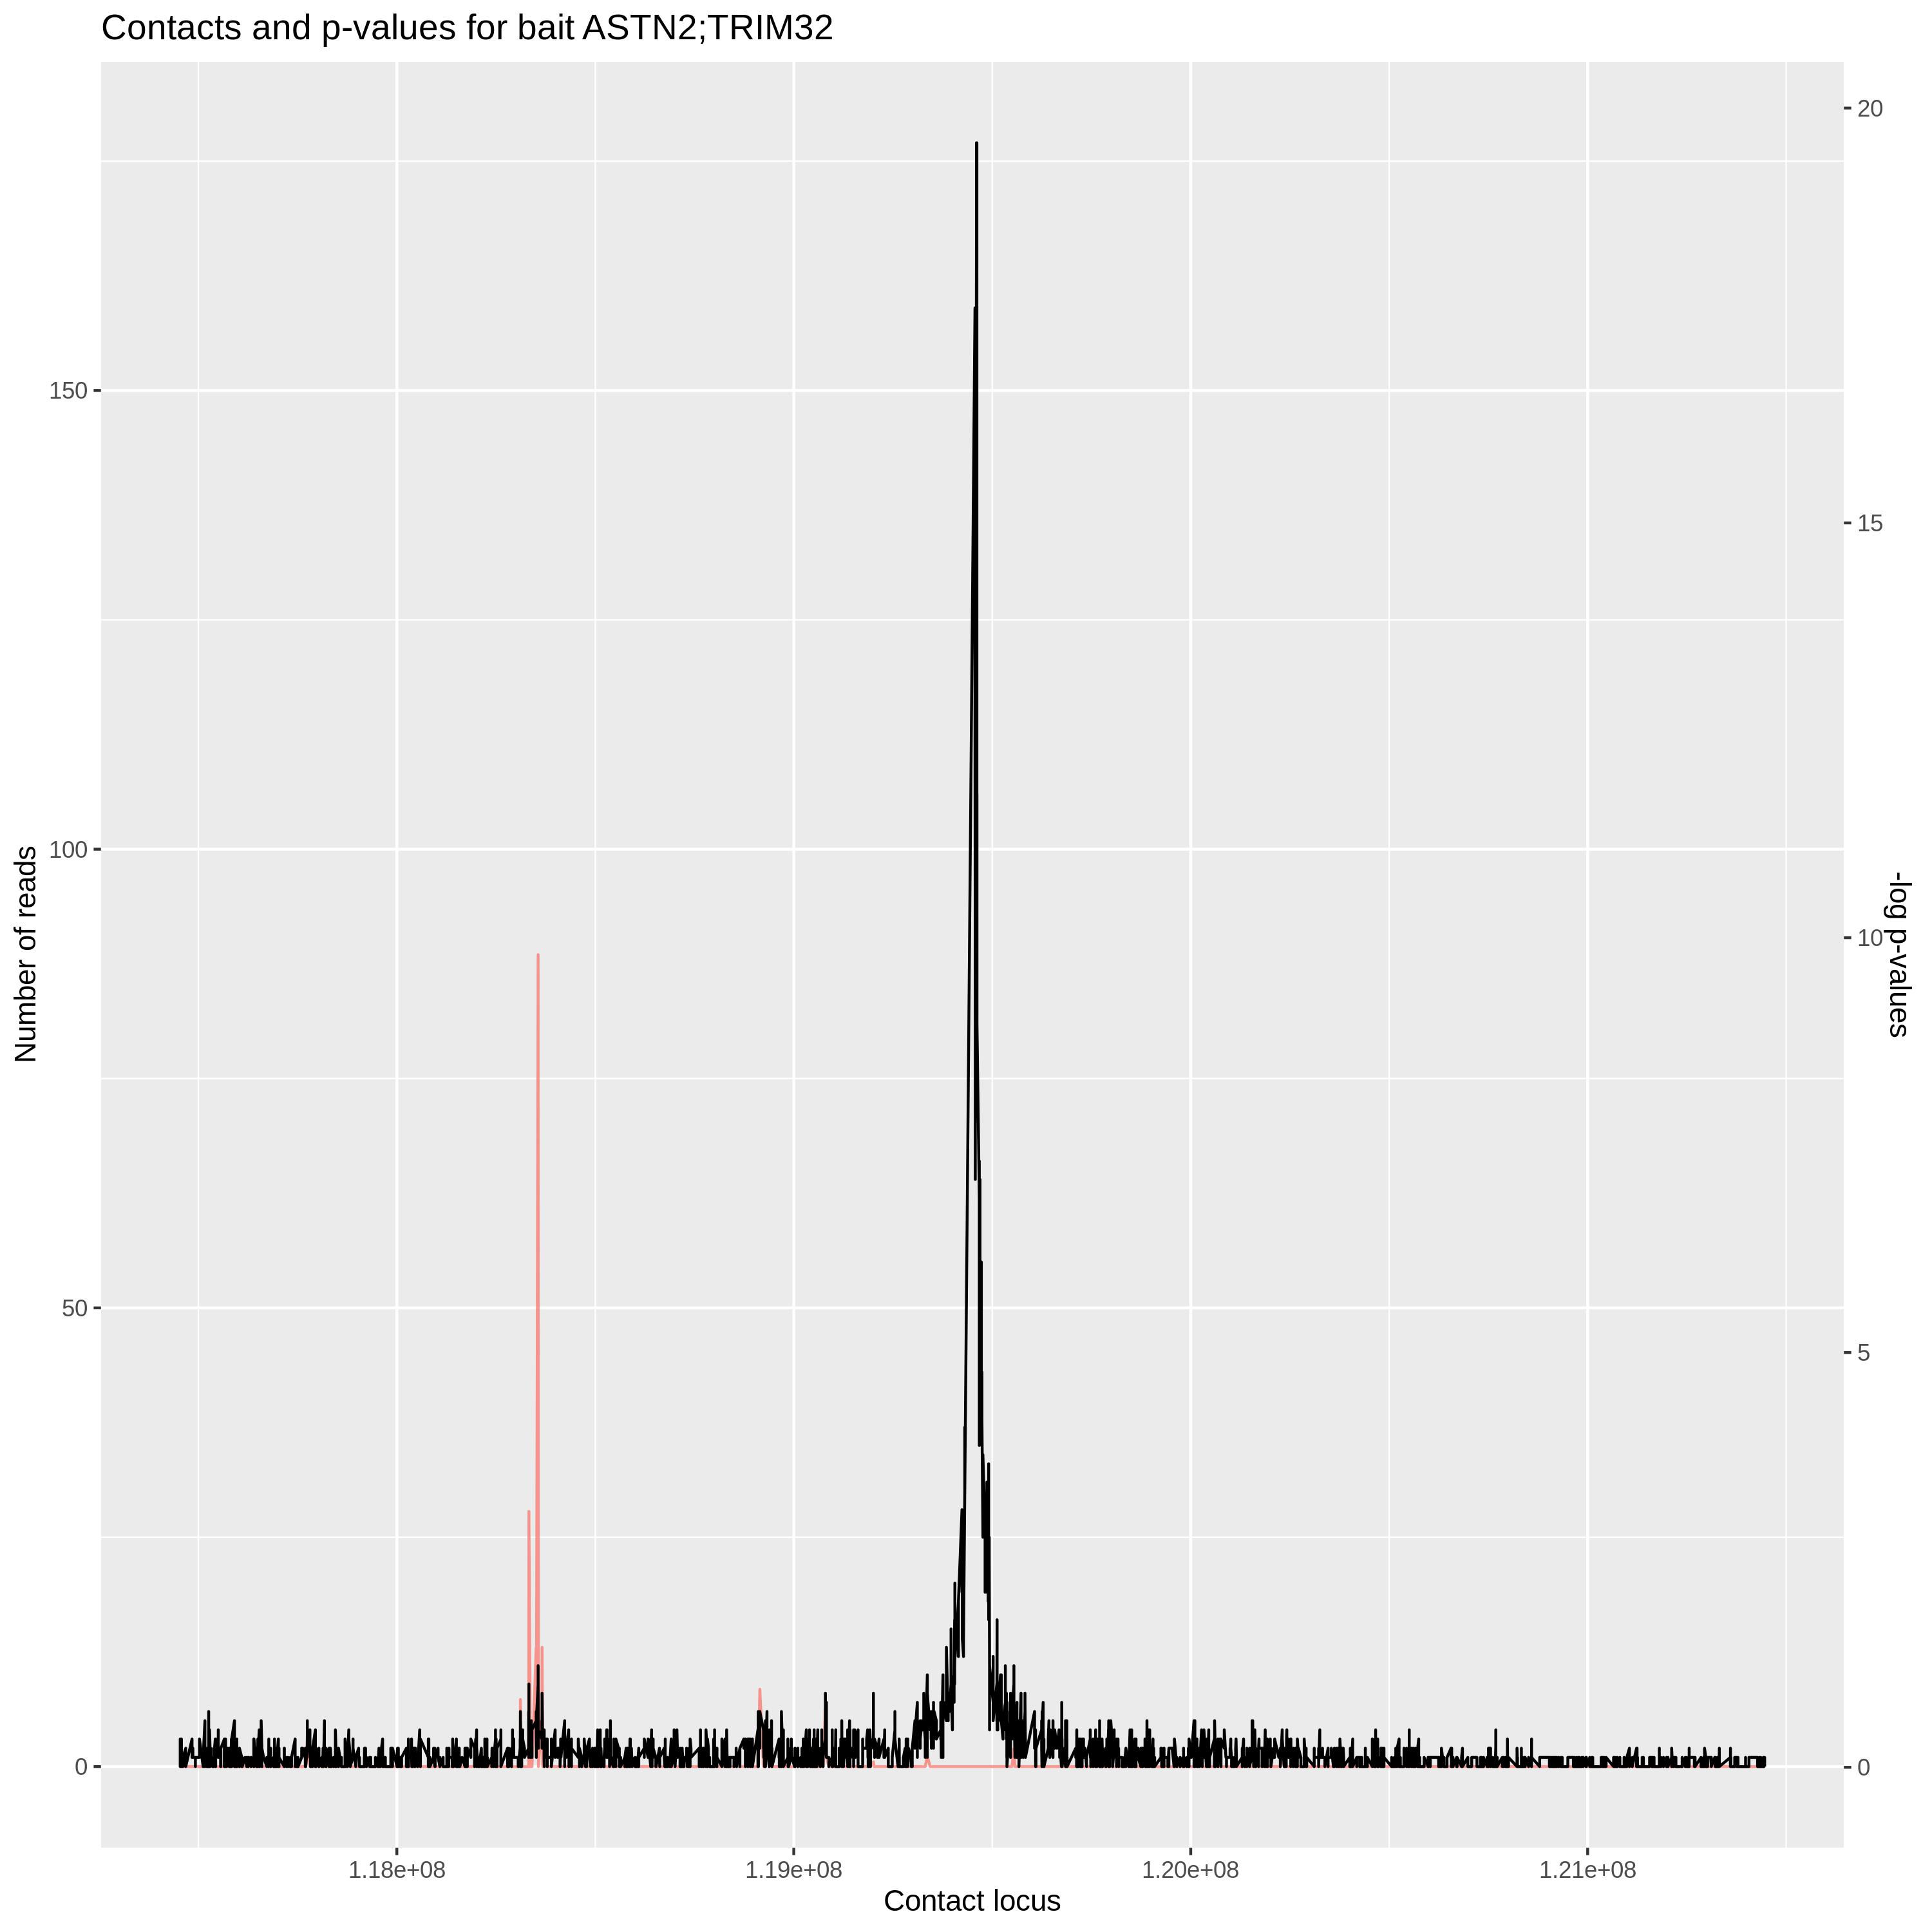 Contacts and p-values for bait ASTN2;TRIM32
20
150
15
100
10
50
5
0
0
Number of reads
-log p-values
1.18e+08
1.19e+08
1.20e+08
1.21e+08
Contact locus